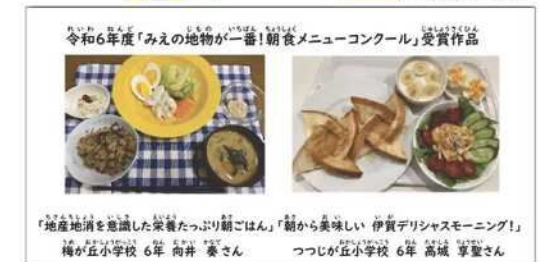 令和6年度「みえの地物が一番！朝食メニューコンクール」受賞作品
「地産地消を意識した栄養たっぷり朝ごはん」「朝から美味しい 伊賀デリシャスモーニング！」
梅が丘小学校 6年 向井 奏さん つつじが丘小学校 6年 高城 享聖さん